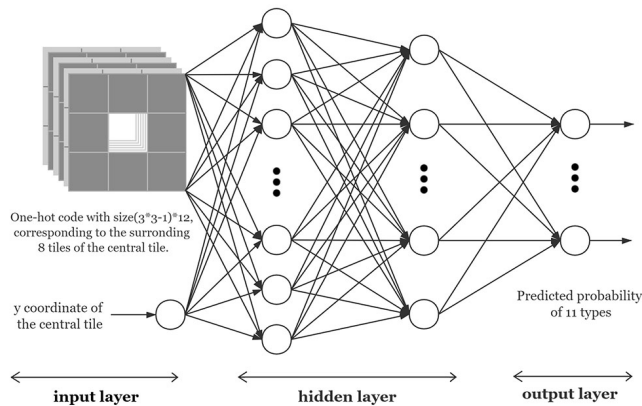 One-hot code with size(3*3-1)*12,
corresponding to the surronding
8 tiles of the central tile.
y coordinate of
the central tile
Predicted probability
of 11 types
input layer
hidden layer
output layer